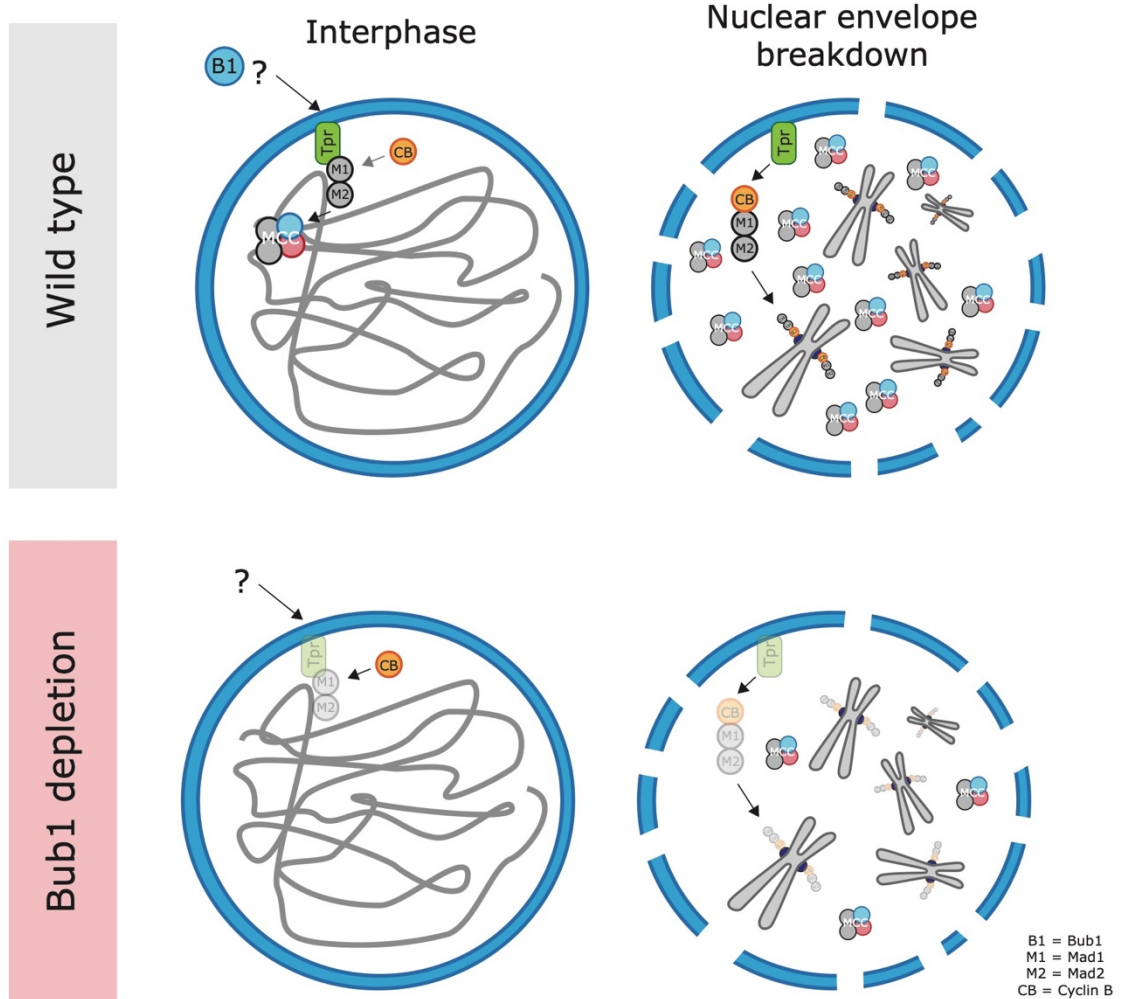 Interphase
Nuclear envelope
breakdown
Wild type
B1 ?
Tpr
M1
CB
M2
MCC
Tpr
CB
M1
M2
MCC
MCC
MCC
MCC
MCC
MCC
MCC
MCC
MCC
MCC
Bub1 depletion
?
Tpr
M1
CB
M2
Tpr
CB
M1
M2
MCC
MCC
MCC
B1 = Bub1
M1 = Mad1
M2 = Mad2
CB = Cyclin B